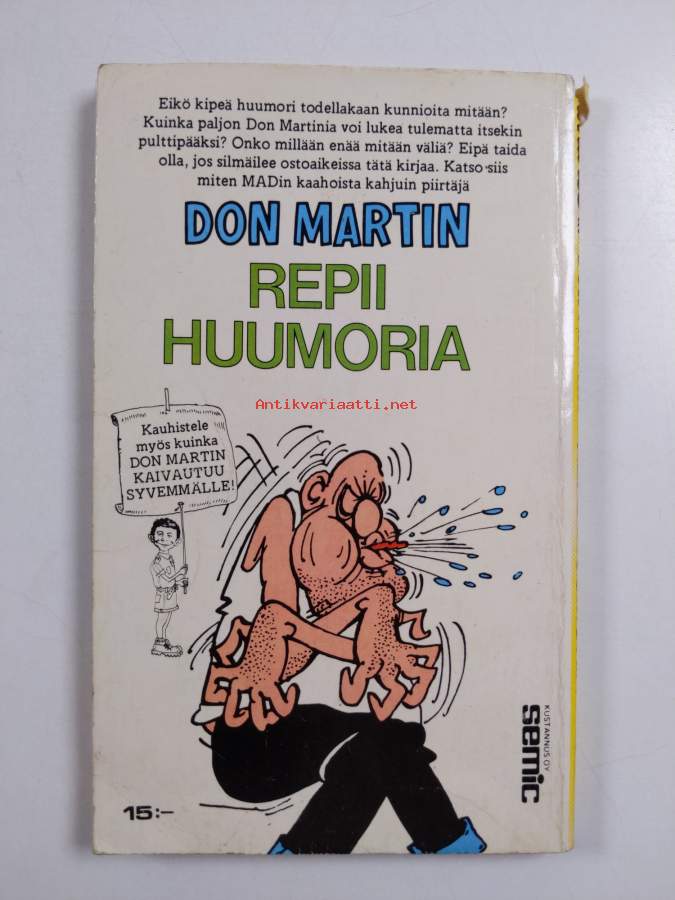 Eikö kipeä huumori todellakaan kunnioita mitään?
Kuinka paljon Don Martinia voi lukea tulematta itsekin
pulttipääksi? Onko millään enää mitään väliä? Eipä taida
olla, jos silmäilee ostoaikeissa tätä kirjaa. Katso siis
miten MADin kaahoista kahjuin piirtäjä
DON MARTIN
REPII
HUUMORIA
Antikvariaatti.net
Kauhistele
myös kuinka
DON MARTIN
KAIVAUTUU
SYVEMMÄLLE!
KUSTANNUS OY
semic
15:-